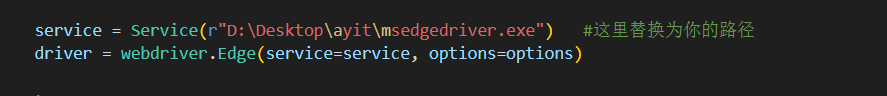 service = Service(r"D:\Desktop\ayit\msedgedriver.exe")   #这里替换为你的路径
driver = webdriver.Edge(service=service, options=options)